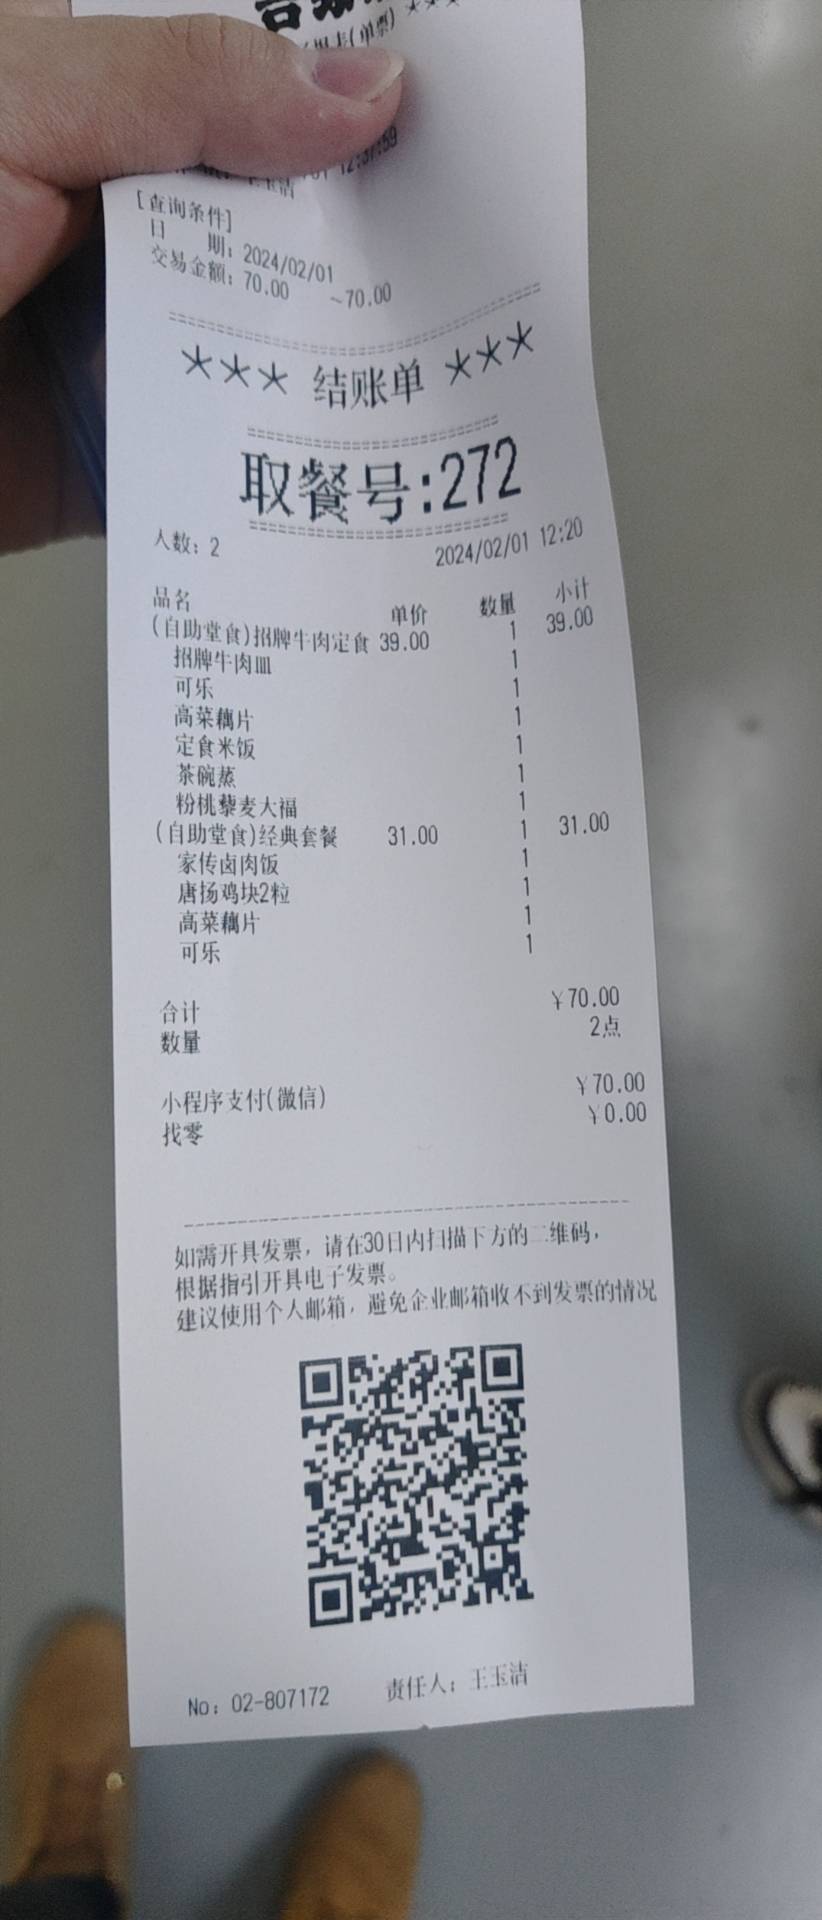 (单票) ***
12:37:59
王玉洁
[查询条件]
日 期: 2024/02/01
交易金额: 70.00 ~70.00
*** 结账单 ***
取餐号:272
人数: 2 2024/02/01 12:20
品名 单价 数量 小计
(自助堂食)招牌牛肉定食 39.00 1 39.00
招牌牛肉皿 1
可乐 1
高菜藕片 1
定食米饭 1
茶碗蒸 1
粉桃藜麦大福 1
(自助堂食)经典套餐 31.00 1 31.00
家传卤肉饭 1
唐扬鸡块2粒 1
高菜藕片 1
可乐 1
合计 ¥70.00
数量 2点
小程序支付(微信) ¥70.00
找零 ¥0.00
如需开具发票，请在30日内扫描下方的二维码，
根据指引开具电子发票。
建议使用个人邮箱，避免企业邮箱收不到发票的情况
No: 02-807172 责任人: 王玉洁